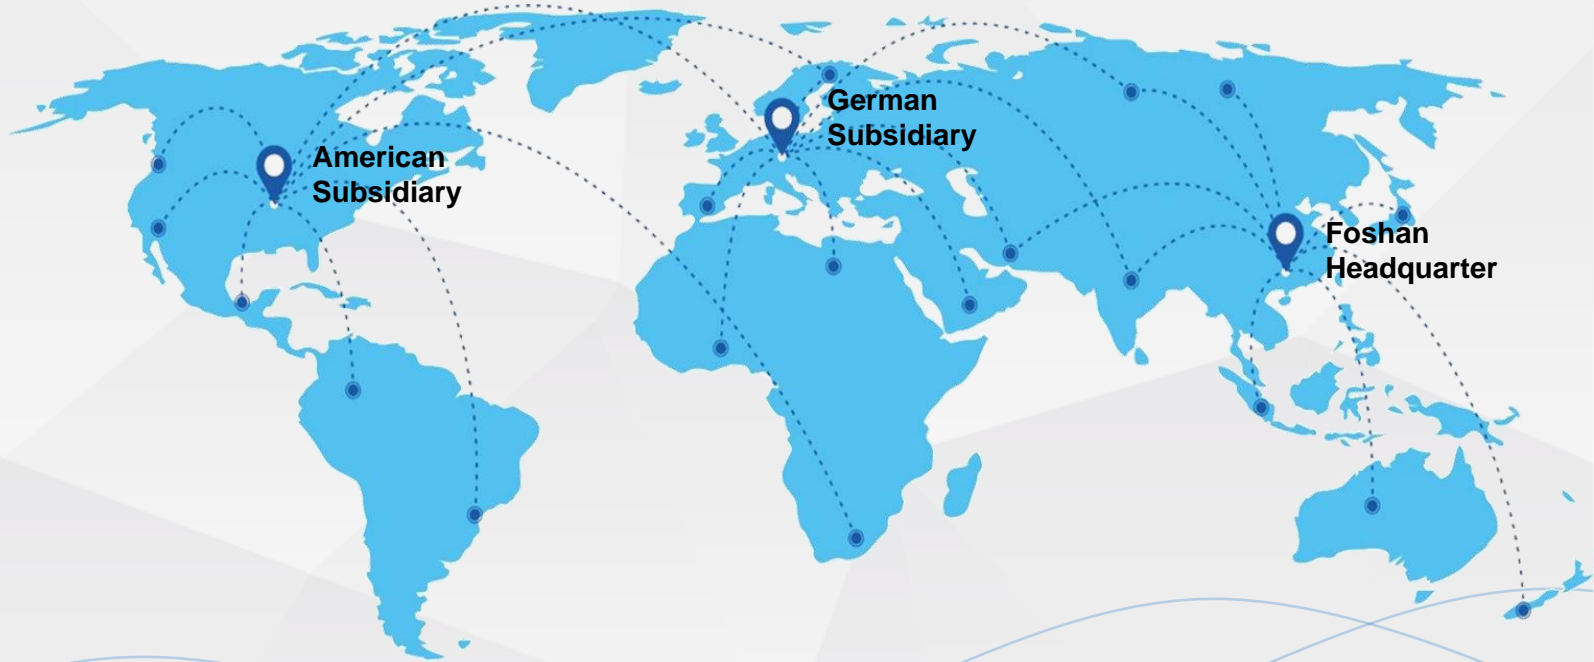 American
Subsidiary
German
Subsidiary
Foshan
Headquarter